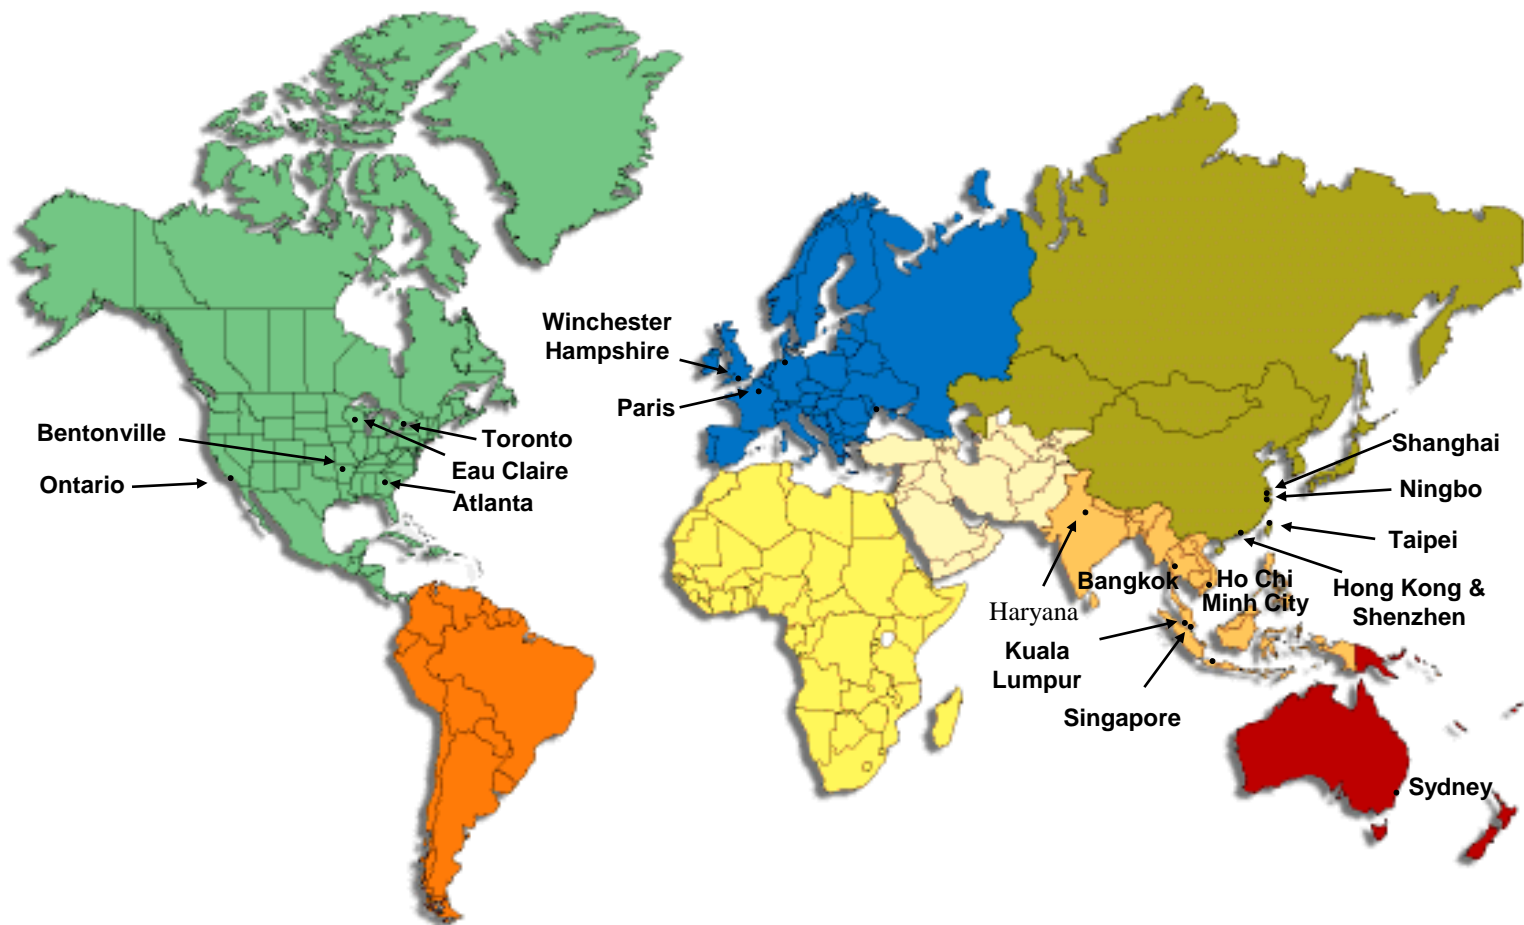 Winchester
Hampshire
Paris
Bentonville
Toronto
Eau Claire
Ontario
Atlanta
Shanghai
Ningbo
Taipei
Bangkok
Ho Chi
Minh City
Hong Kong &
Shenzhen
Haryana
Kuala
Lumpur
Singapore
Sydney